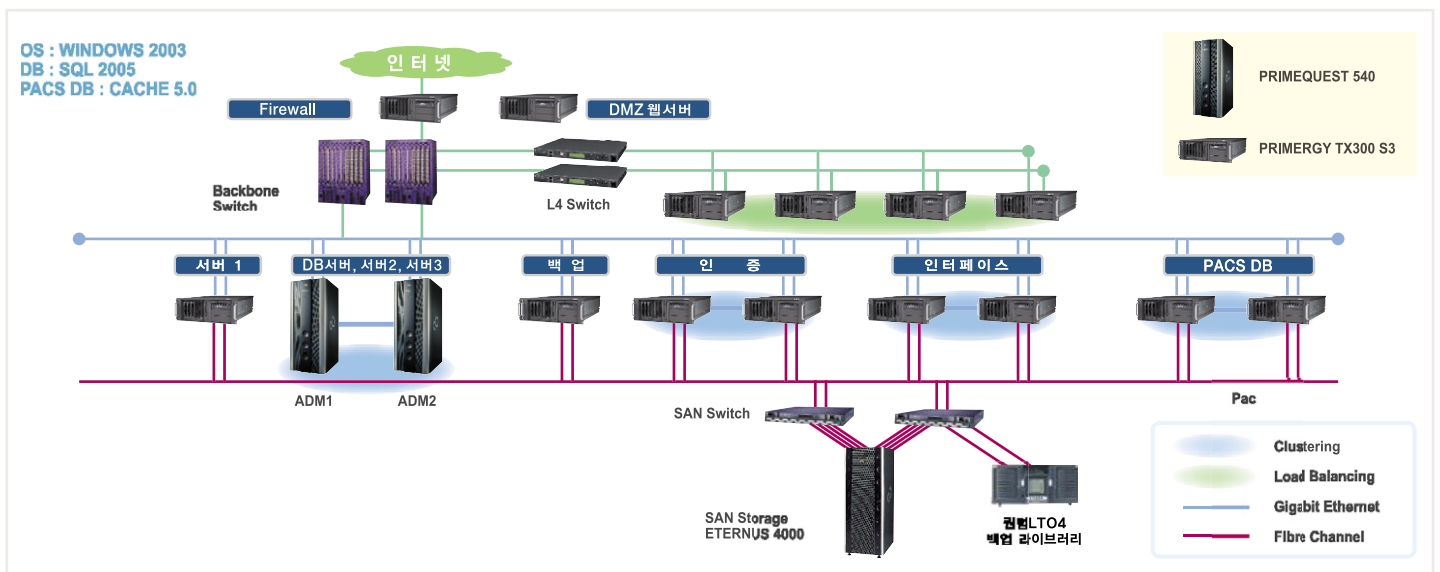 OS : WINDOWS 2003
DB : SQL 2005
PACS DB : CACHE 5.0
인터넷
Firewall
DMZ 웹서버
PRIMEQUEST 540
PRIMERGY TX300 S3
Backbone
Switch
L4 Switch
서버 1
DB서버, 서버2, 서버3
백 업
인 증
인터페이스
PACS DB
ADM1
ADM2
SAN Switch
Pac
SAN Storage
ETERNUS 4000
퀀텀LTO4
백업 라이브러리
Clustering
Load Balancing
Gigabit Ethernet
Fibre Channel